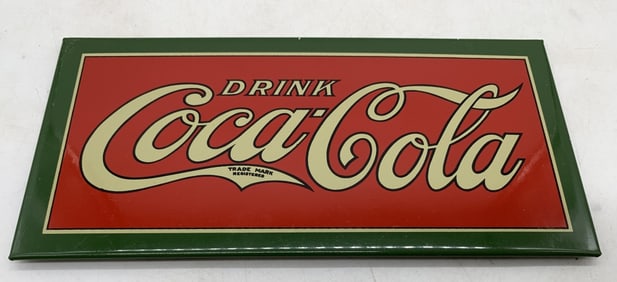 DRINK
Coca-Cola
TRADE MARK
REGISTERED